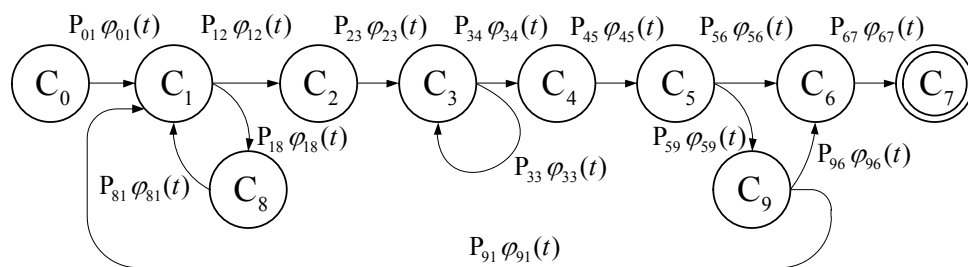 P₀₁ φ₀₁(t) P₁₂ φ₁₂(t) P₂₃ φ₂₃(t) P₃₄ φ₃₄(t) P₄₅ φ₄₅(t) P₅₆ φ₅₆(t) P₆₇ φ₆₇(t)
C₀ C₁ C₂ C₃ C₄ C₅ C₆ C₇
P₁₈ φ₁₈(t) P₅₉ φ₅₉(t) P₉₆ φ₉₆(t)
P₃₃ φ₃₃(t)
P₈₁ φ₈₁(t) C₈ C₉
P₉₁ φ₉₁(t)